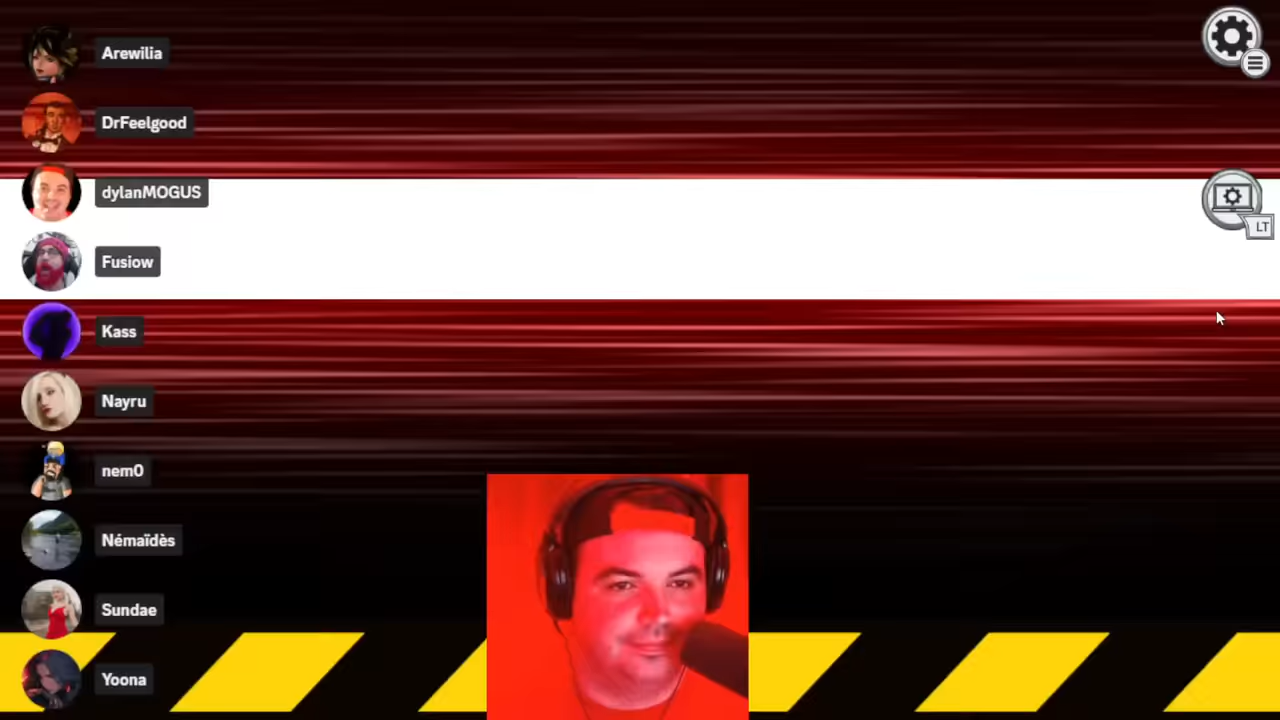 Arewilia
DrFeelgood
dylanMOGUS
LT
Fusiow
Kass
Nayru
nem0
Némaïdès
Sundae
Yoona